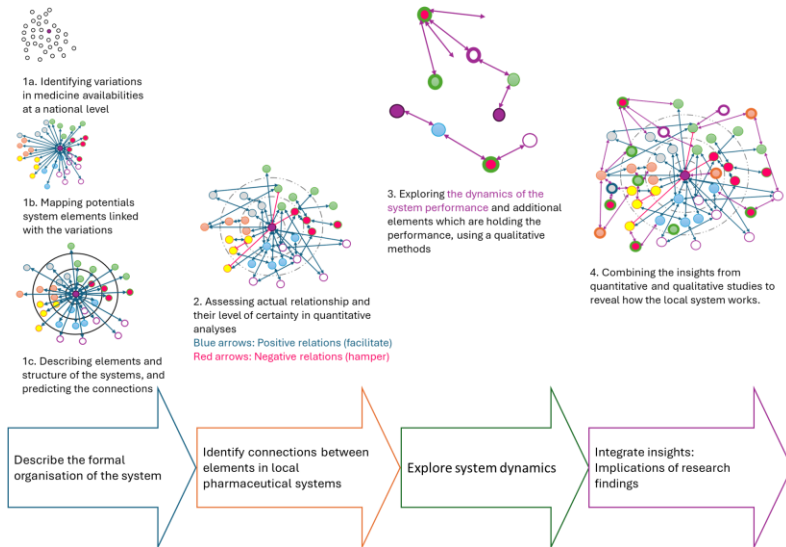 1a. Identifying variations
in medicine availabilities
at a national level
1b. Mapping potentials
system elements linked
with the variations
1c. Describing elements and
structure of the systems, and
predicting the connections
2. Assessing actual relationship and
their level of certainty in quantitative
analyses
Blue arrows: Positive relations (facilitate)
Red arrows: Negative relations (hamper)
3. Exploring the dynamics of the
system performance and additional
elements which are holding the
performance, using a qualitative
methods
4. Combining the insights from
quantitative and qualitative studies to
reveal how the local system works.
Describe the formal
organisation of the system
Identify connections between
elements in local
pharmaceutical systems
Explore system dynamics
Integrate insights:
Implications of research
findings